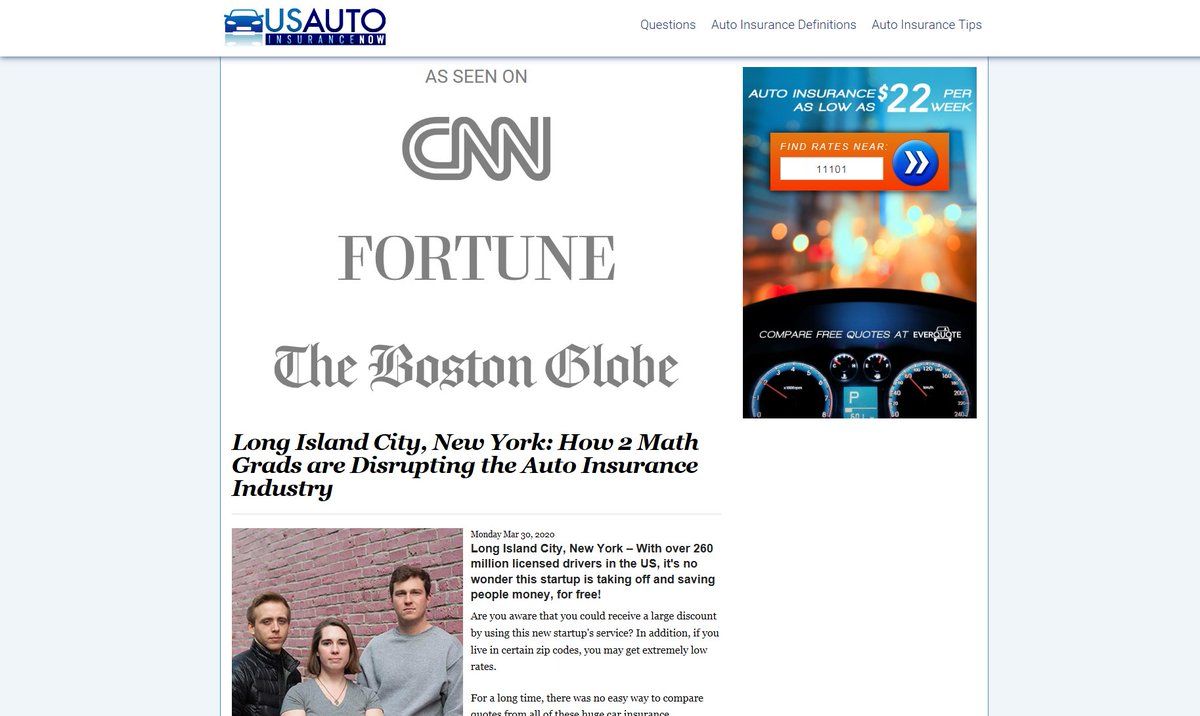 USAUTO
INSURANCENOW
Questions Auto Insurance Definitions Auto Insurance Tips
AS SEEN ON
CNN
FORTUNE
The Boston Globe
Long Island City, New York: How 2 Math
Grads are Disrupting the Auto Insurance
Industry
Monday Mar 30, 2020
Long Island City, New York – With over 260
million licensed drivers in the US, it's no
wonder this startup is taking off and saving
people money, for free!
Are you aware that you could receive a large discount
by using this new startup's service? In addition, if you
live in certain zip codes, you may get extremely low
rates.
For a long time, there was no easy way to compare
quotes from all of these huge car insurance
AUTO INSURANCE $22 PER
AS LOW AS WEEK
FIND RATES NEAR:
11101
COMPARE FREE QUOTES AT EVERQUOTE
P